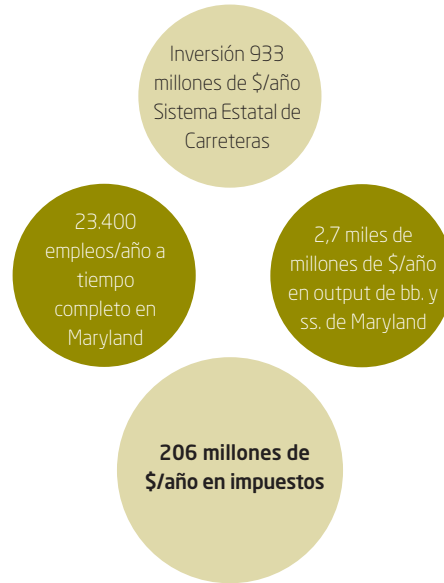 Inversión 933
millones de $/año
Sistema Estatal de
Carreteras
23.400
empleos/año a
tiempo
completo en
Maryland
2,7 miles de
millones de $/año
en output de bb. y
ss. de Maryland
206 millones de
$/año en impuestos